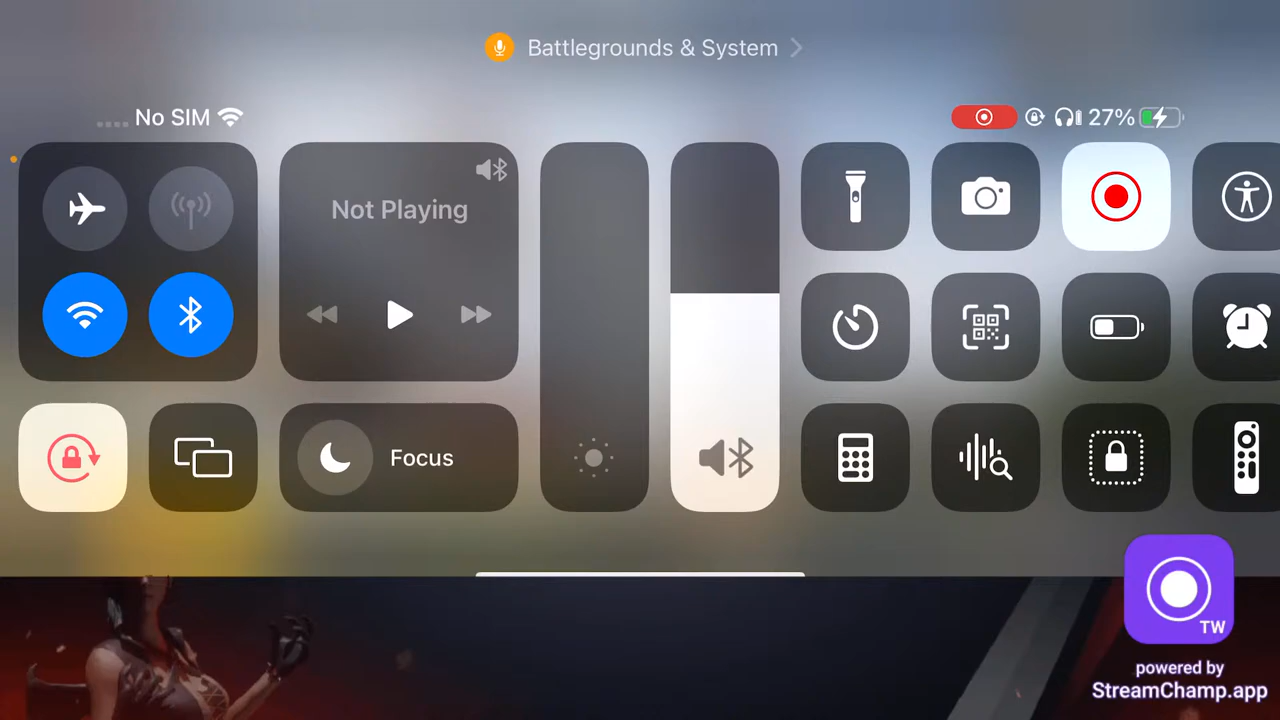 Battlegrounds & System
No SIM
27%
Not Playing
Focus
TW
powered by
StreamChamp.app